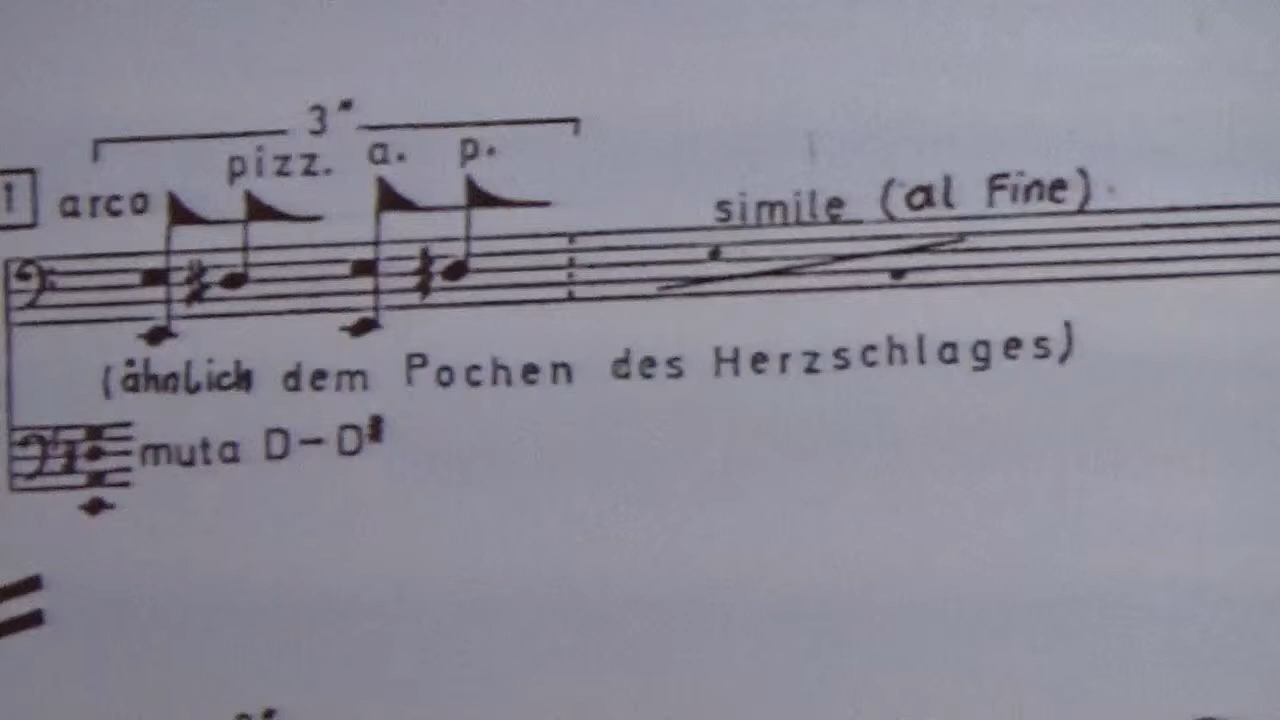 3"
pizz. a. p.
1 arco
simile (al Fine)
(ähnlich dem Pochen des Herzschlages)
muta D-D#